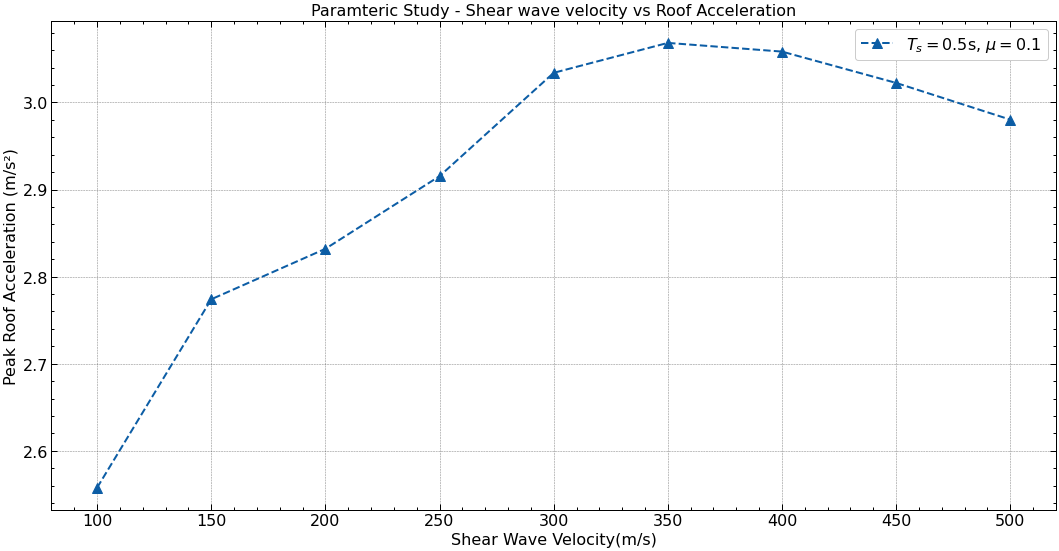 Paramteric Study - Shear wave velocity vs Roof Acceleration
T_s = 0.5s, μ = 0.1
Peak Roof Acceleration (m/s²)
3.0
2.9
2.8
2.7
2.6
100 150 200 250 300 350 400 450 500
Shear Wave Velocity(m/s)